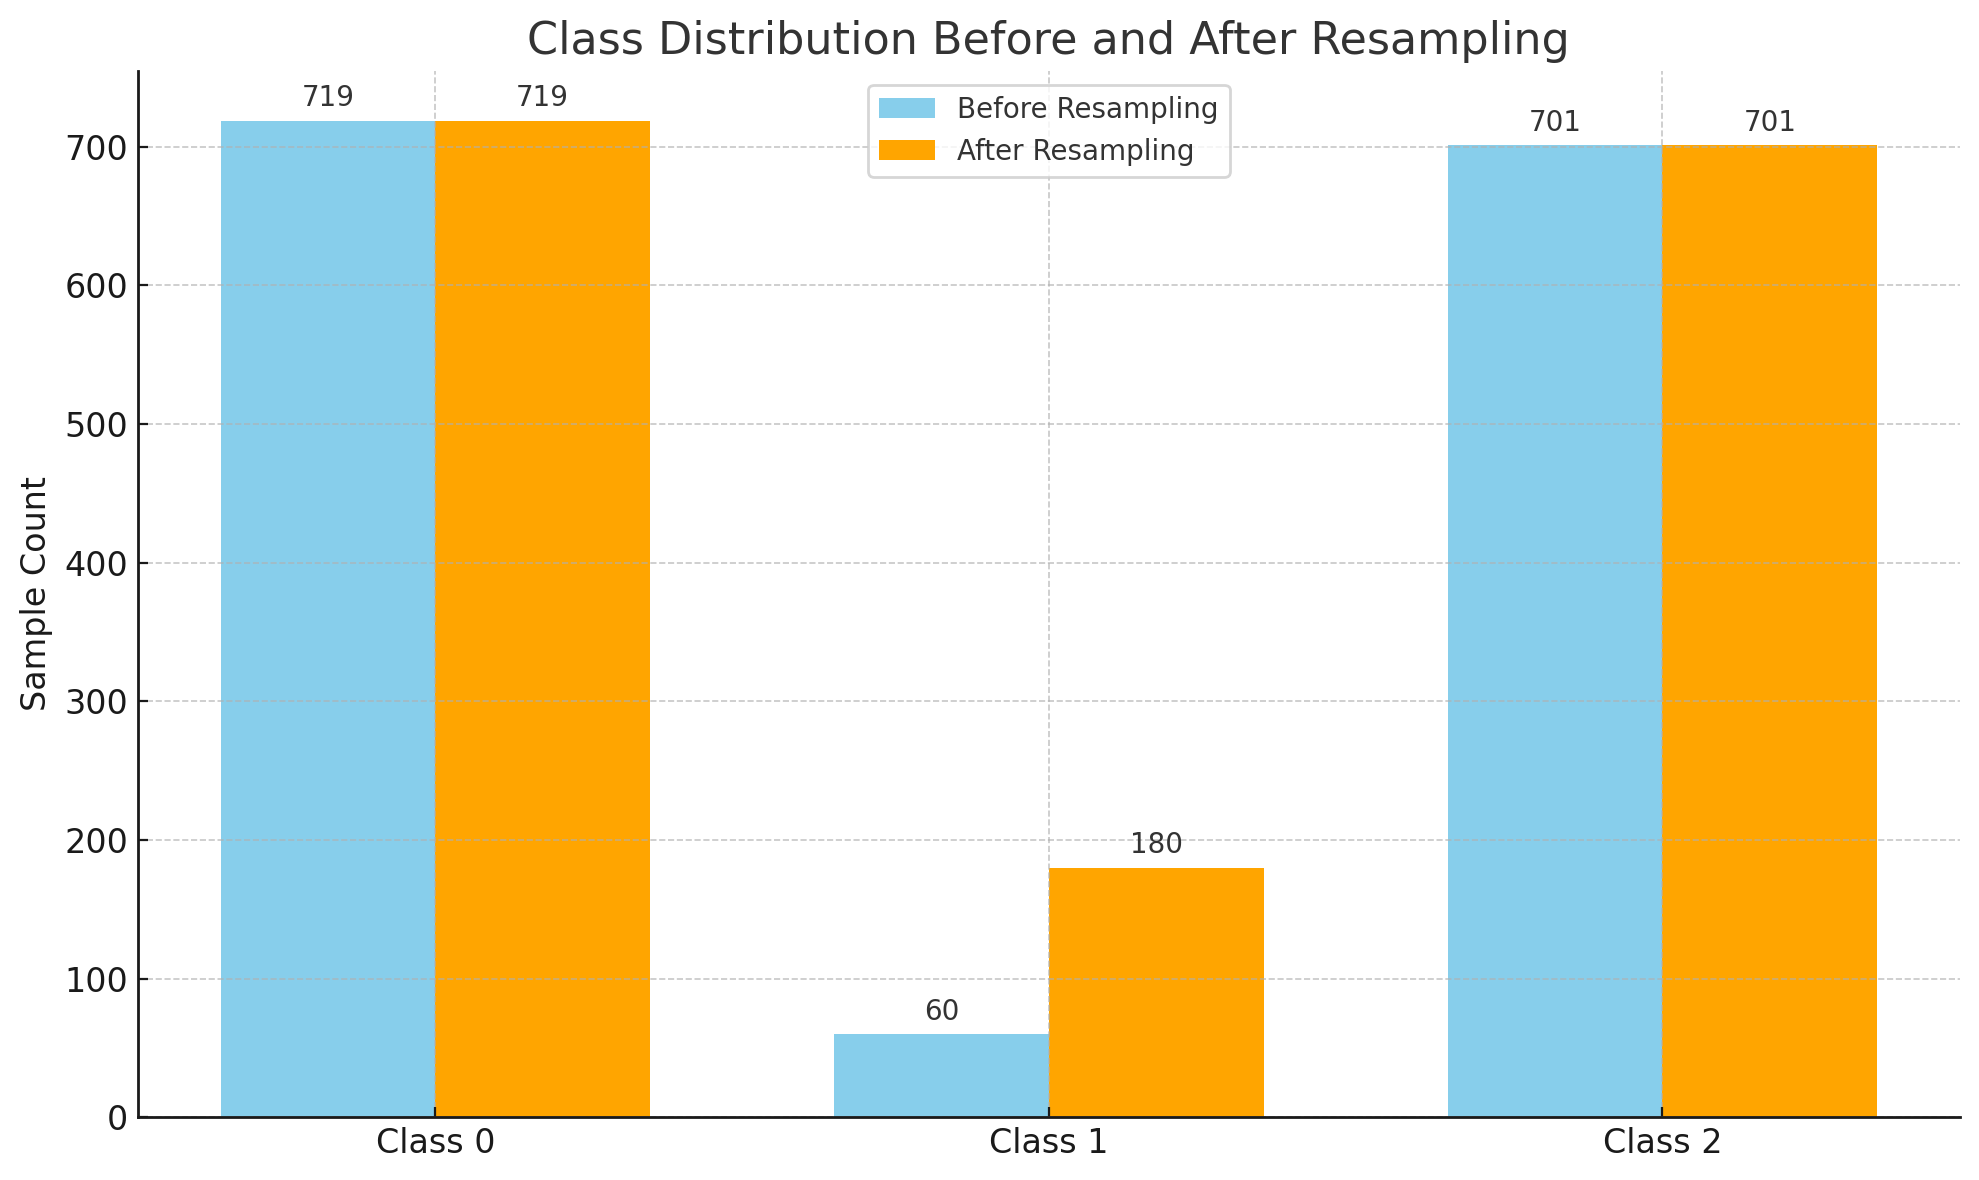 Class Distribution Before and After Resampling
719
719
Before Resampling
After Resampling
701
701
700
600
500
400
300
200
100
0
Sample Count
180
60
Class 0
Class 1
Class 2